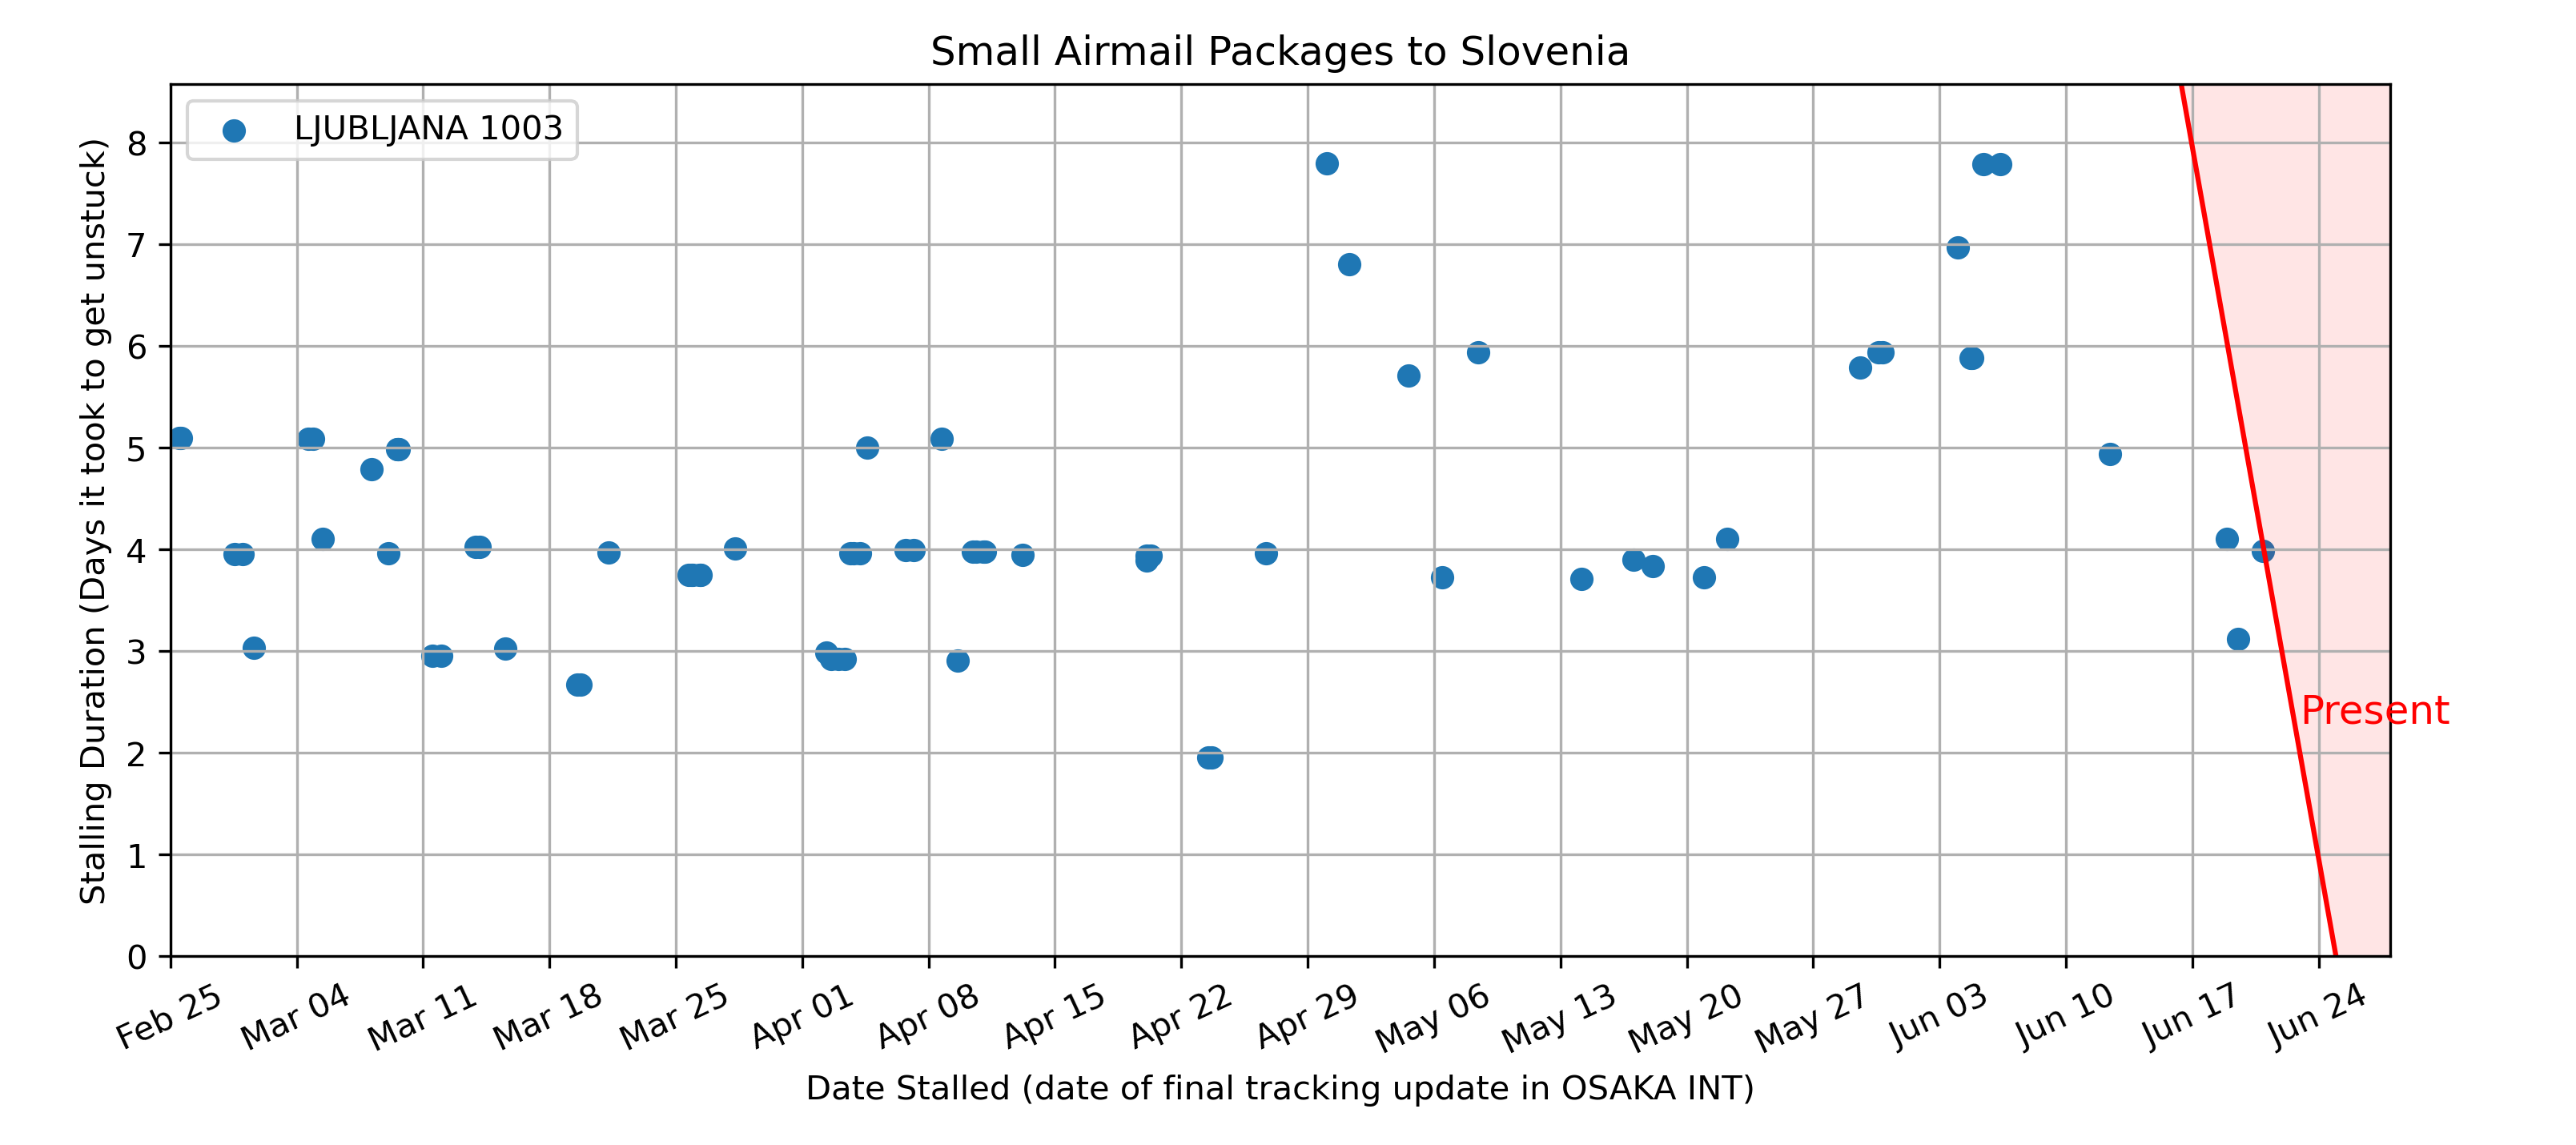 Small Airmail Packages to Slovenia
LJUBLJANA 1003
Stalling Duration (Days it took to get unstuck)
8
7
6
5
4
3
2
1
0
Present
Feb 25
Mar 04
Mar 11
Mar 18
Mar 25
Apr 01
Apr 08
Apr 15
Apr 22
Apr 29
May 06
May 13
May 20
May 27
Jun 03
Jun 10
Jun 17
Jun 24
Date Stalled (date of final tracking update in OSAKA INT)